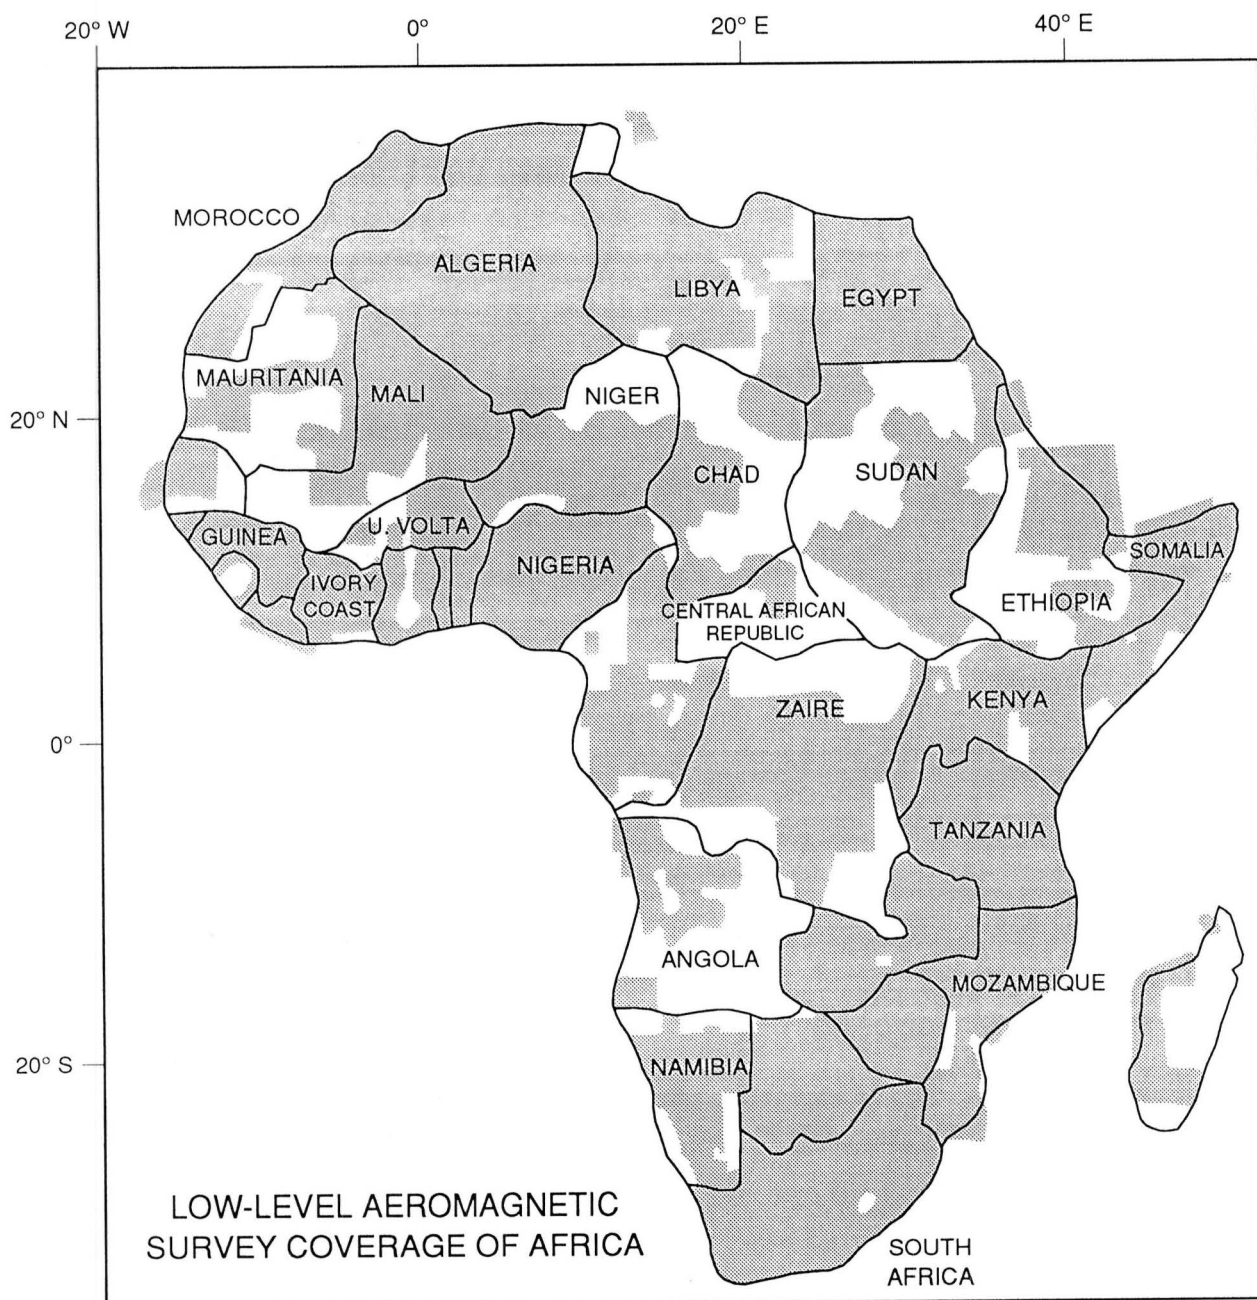 20° W
0°
20° E
40° E
MOROCCO
ALGERIA
LIBYA
EGYPT
MAURITANIA
MALI
NIGER
20° N
CHAD
SUDAN
GUINEA
U. VOLTA
NIGERIA
SOMALIA
IVORY
COAST
CENTRAL AFRICAN
REPUBLIC
ETHIOPIA
ZAIRE
KENYA
0°
TANZANIA
ANGOLA
MOZAMBIQUE
20° S
NAMIBIA
LOW-LEVEL AEROMAGNETIC
SURVEY COVERAGE OF AFRICA
SOUTH
AFRICA